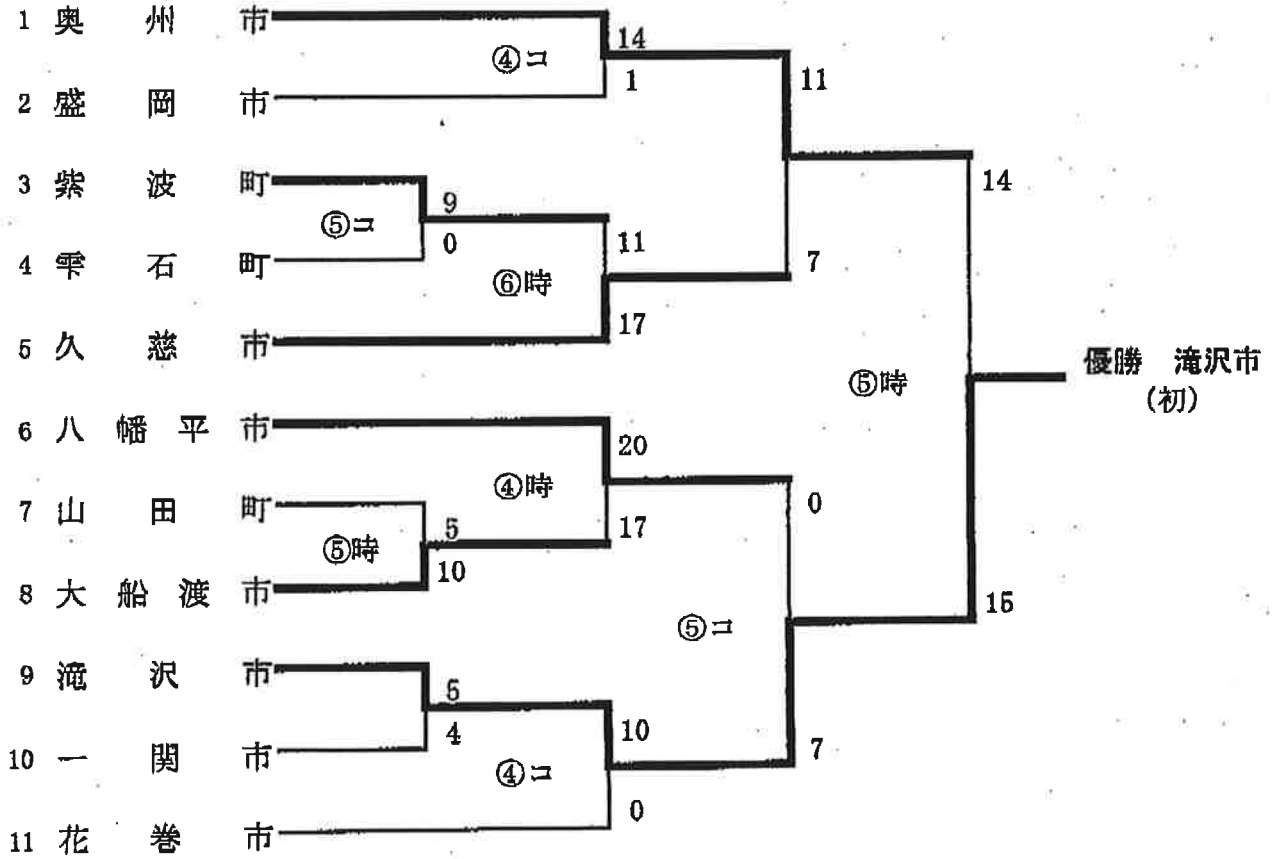 1 奥州市
14
④コ
1
11
2 盛岡市
3 紫波町
9
14
⑤コ
0
11
7
4 雫石町
⑥時
17
5 久慈市
⑤時
優勝 滝沢市
(初)
6 八幡平市
20
④時
0
7 山田町
5
17
⑤時
10
8 大船渡市
15
⑤コ
9 滝沢市
5
4
10
7
10 一関市
④コ
0
11 花巻市